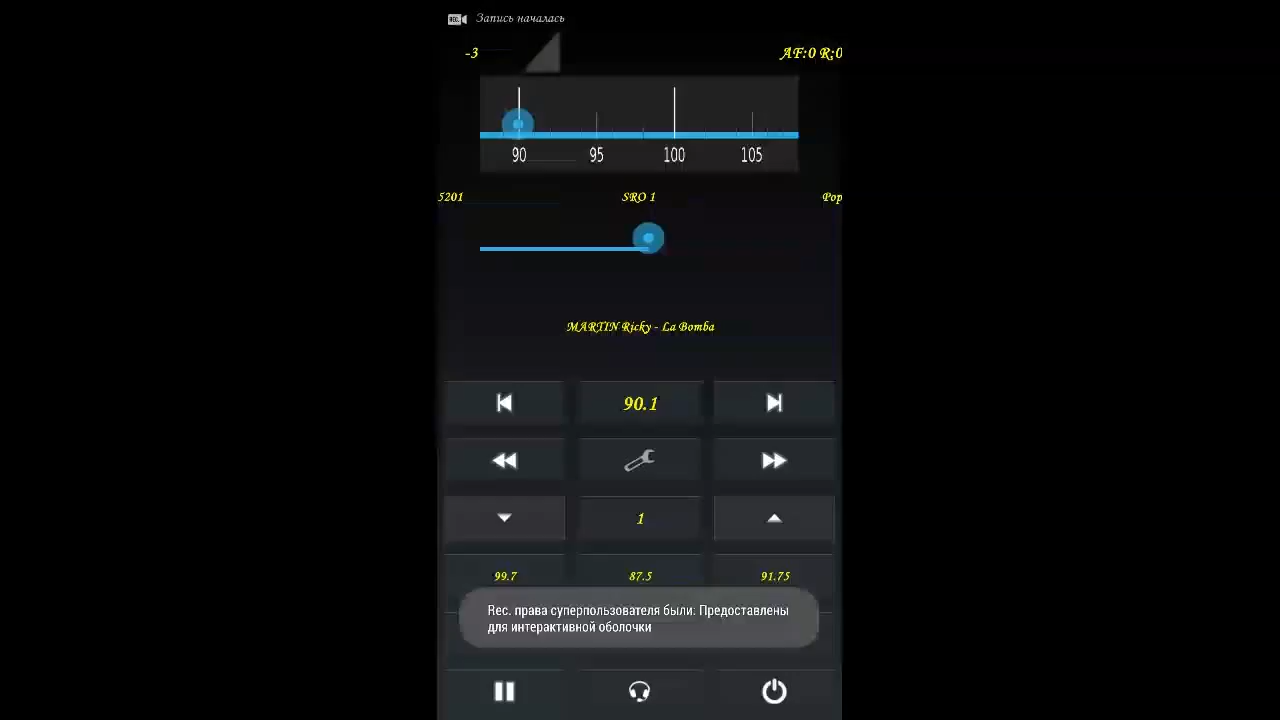 REC. Запись началась
-3 AF:0 R;0
90 95 100 105
5201 SRO 1 Pop
MARTIN Ricky - La Bomba
90.1
1
99.7 87.5 91.75
Rec. права суперпользователя были: Предоставлены
для интерактивной оболочки